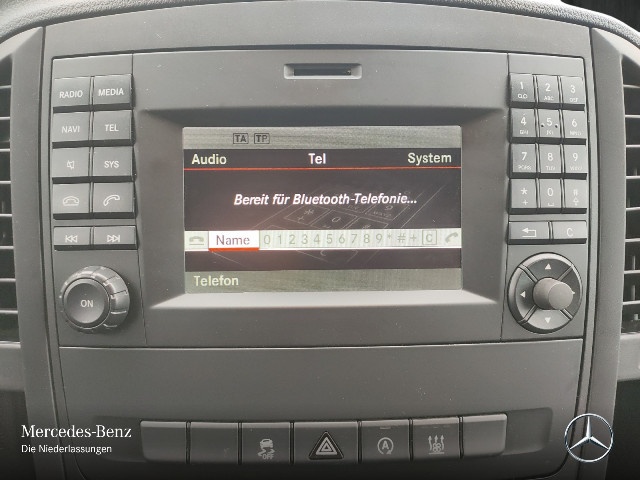 RADIO MEDIA
NAVI TEL
SYS
ON
TA TP
Audio Tel System
Bereit für Bluetooth-Telefonie...
Name 0 1 2 3 4 5 6 7 8 9 * # + C
Telefon
1 2 ABC 3
4 5 6
7 8 9
* 0 #
C
OFF
A
Mercedes-Benz
Die Niederlassungen